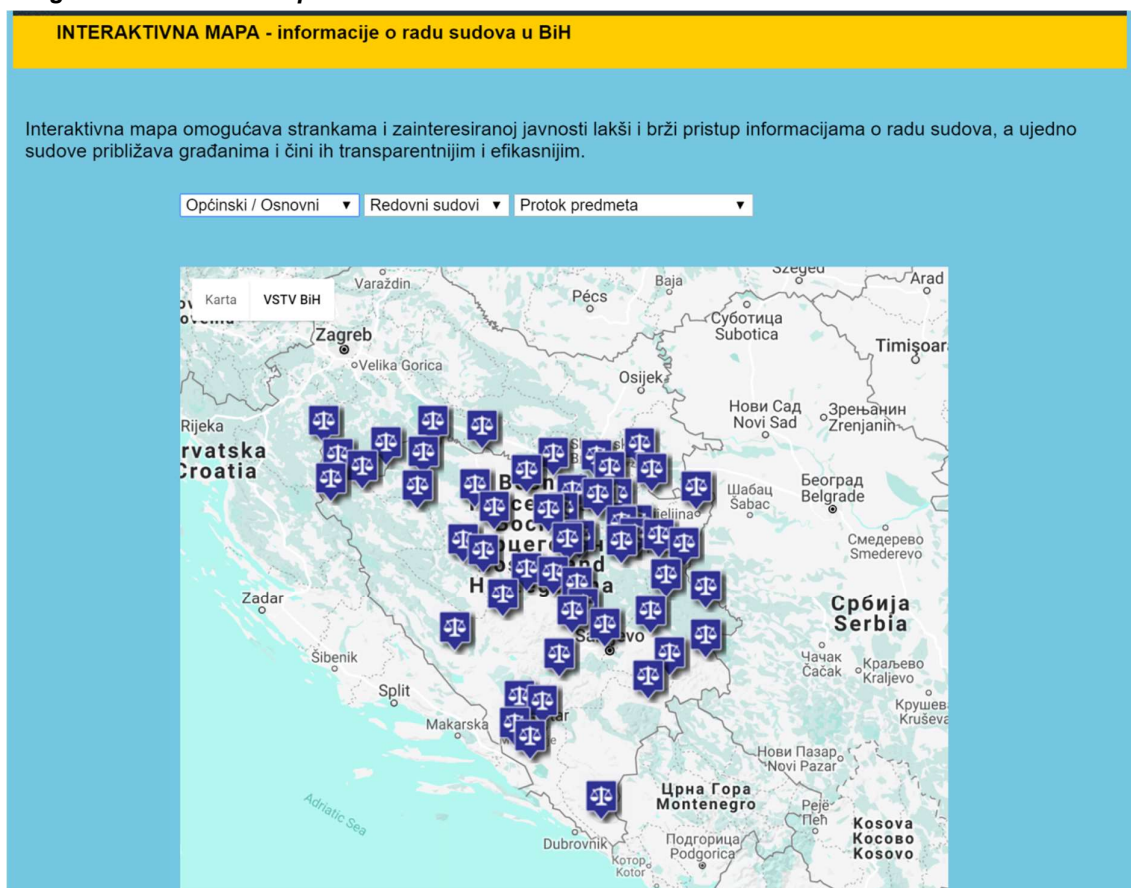 INTERAKTIVNA MAPA - informacije o radu sudova u BiH
Interaktivna mapa omogućava strankama i zainteresiranoj javnosti lakši i brži pristup informacijama o radu sudova, a ujedno
sudove približava građanima i čini ih transparentnijim i efikasnijim.
Općinski / Osnovni
Redovni sudovi
Protok predmeta
Karta
VSTV BiH
Varaždin
Pécs
Baja
Szeged
Arad
Суботица
Subotica
Zagreb
Velika Gorica
Timișoar
Osijek
Нови Сад
Novi Sad
Зрењанин
Zrenjanin
Rijeka
rvatska
Croatia
Шабац
Šabac
Београд
Belgrade
Смедерево
Smederevo
Zadar
Србија
Serbia
Šibenik
Чачак
Čačak
Краљево
Kraljevo
Split
Makarska
Крушев
Kruševa
Нови Пазар
Novi Pazar
Црна Гора
Montenegro
Pejë
Пећ
Adriatic Sea
Dubrovnik
Котор
Kotor
Подгорица
Podgorica
Kosova
Косово
Kosovo